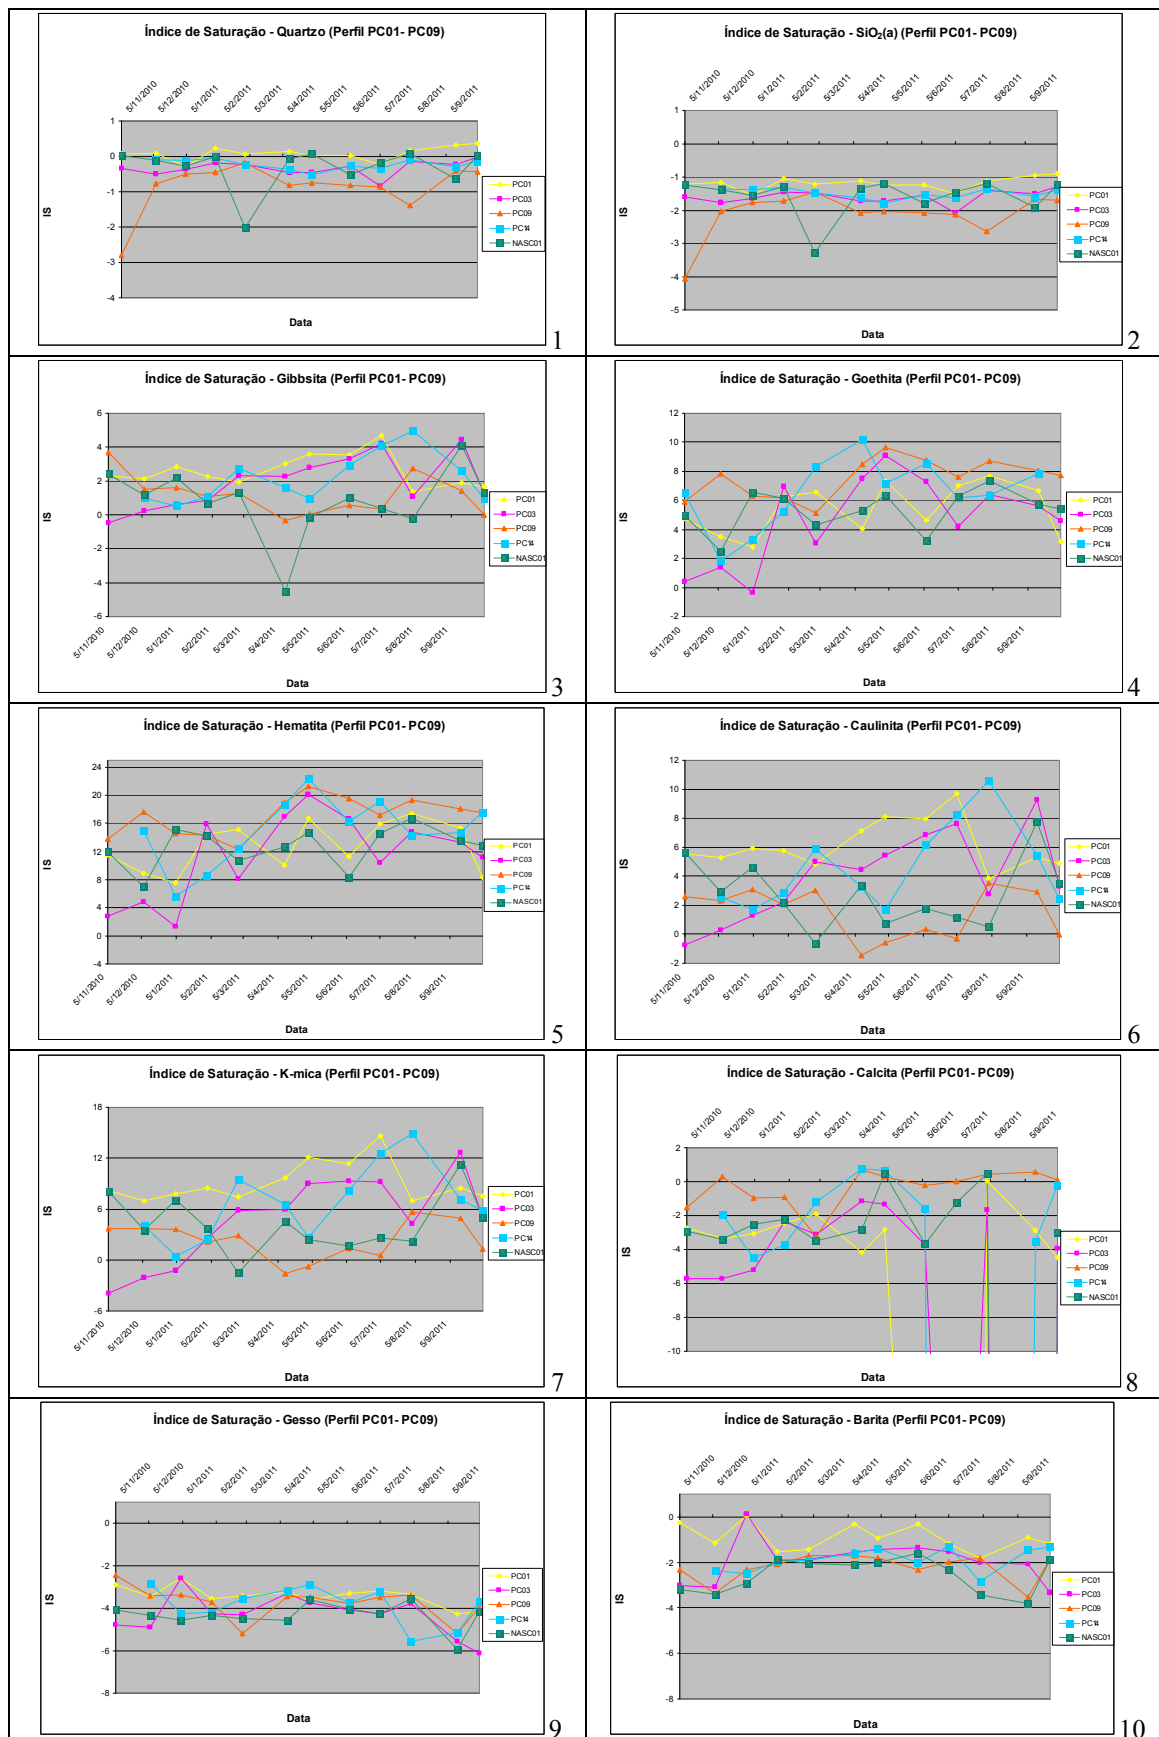 Índice de Saturação - Quartzo (Perfil PC01- PC09)
5/11/2010 5/12/2010 5/1/2011 5/2/2011 5/3/2011 5/4/2011 5/5/2011 5/6/2011 5/7/2011 5/8/2011 5/9/2011
1
0
-1
-2
-3
-4
IS
PC01
PC03
PC09
PC14
NASC01
Data
1
Índice de Saturação - SiO₂(a) (Perfil PC01- PC09)
5/11/2010 5/12/2010 5/1/2011 5/2/2011 5/3/2011 5/4/2011 5/5/2011 5/6/2011 5/7/2011 5/8/2011 5/9/2011
1
0
-1
-2
-3
-4
-5
IS
PC01
PC03
PC09
PC14
NASC01
Data
2
Índice de Saturação - Gibbsita (Perfil PC01- PC09)
6
4
2
0
-2
-4
-6
IS
PC01
PC03
PC09
PC14
NASC01
5/11/2010 5/12/2010 5/1/2011 5/2/2011 5/3/2011 5/4/2011 5/5/2011 5/6/2011 5/7/2011 5/8/2011 5/9/2011
Data
3
Índice de Saturação - Goethita (Perfil PC01- PC09)
12
10
8
6
4
2
0
-2
IS
PC01
PC03
PC09
PC14
NASC01
5/11/2010 5/12/2010 5/1/2011 5/2/2011 5/3/2011 5/4/2011 5/5/2011 5/6/2011 5/7/2011 5/8/2011 5/9/2011
Data
4
Índice de Saturação - Hematita (Perfil PC01- PC09)
24
20
16
12
8
4
0
-4
IS
PC01
PC03
PC09
PC14
NASC01
5/11/2010 5/12/2010 5/1/2011 5/2/2011 5/3/2011 5/4/2011 5/5/2011 5/6/2011 5/7/2011 5/8/2011 5/9/2011
Data
5
Índice de Saturação - Caulinita (Perfil PC01- PC09)
12
10
8
6
4
2
0
-2
IS
PC01
PC03
PC09
PC14
NASC01
5/11/2010 5/12/2010 5/1/2011 5/2/2011 5/3/2011 5/4/2011 5/5/2011 5/6/2011 5/7/2011 5/8/2011 5/9/2011
Data
6
Índice de Saturação - K-mica (Perfil PC01- PC09)
18
12
6
0
-6
IS
PC01
PC03
PC09
PC14
NASC01
5/11/2010 5/12/2010 5/1/2011 5/2/2011 5/3/2011 5/4/2011 5/5/2011 5/6/2011 5/7/2011 5/8/2011 5/9/2011
Data
7
Índice de Saturação - Calcita (Perfil PC01- PC09)
5/11/2010 5/12/2010 5/1/2011 5/2/2011 5/3/2011 5/4/2011 5/5/2011 5/6/2011 5/7/2011 5/8/2011 5/9/2011
2
0
-2
-4
-6
-8
-10
IS
PC01
PC03
PC09
PC14
NASC01
Data
8
Índice de Saturação - Gesso (Perfil PC01- PC09)
5/11/2010 5/12/2010 5/1/2011 5/2/2011 5/3/2011 5/4/2011 5/5/2011 5/6/2011 5/7/2011 5/8/2011 5/9/2011
0
-2
-4
-6
-8
IS
PC01
PC03
PC09
PC14
NASC01
Data
9
Índice de Saturação - Barita (Perfil PC01- PC09)
5/11/2010 5/12/2010 5/1/2011 5/2/2011 5/3/2011 5/4/2011 5/5/2011 5/6/2011 5/7/2011 5/8/2011 5/9/2011
0
-2
-4
-6
-8
IS
PC01
PC03
PC09
PC14
NASC01
Data
10